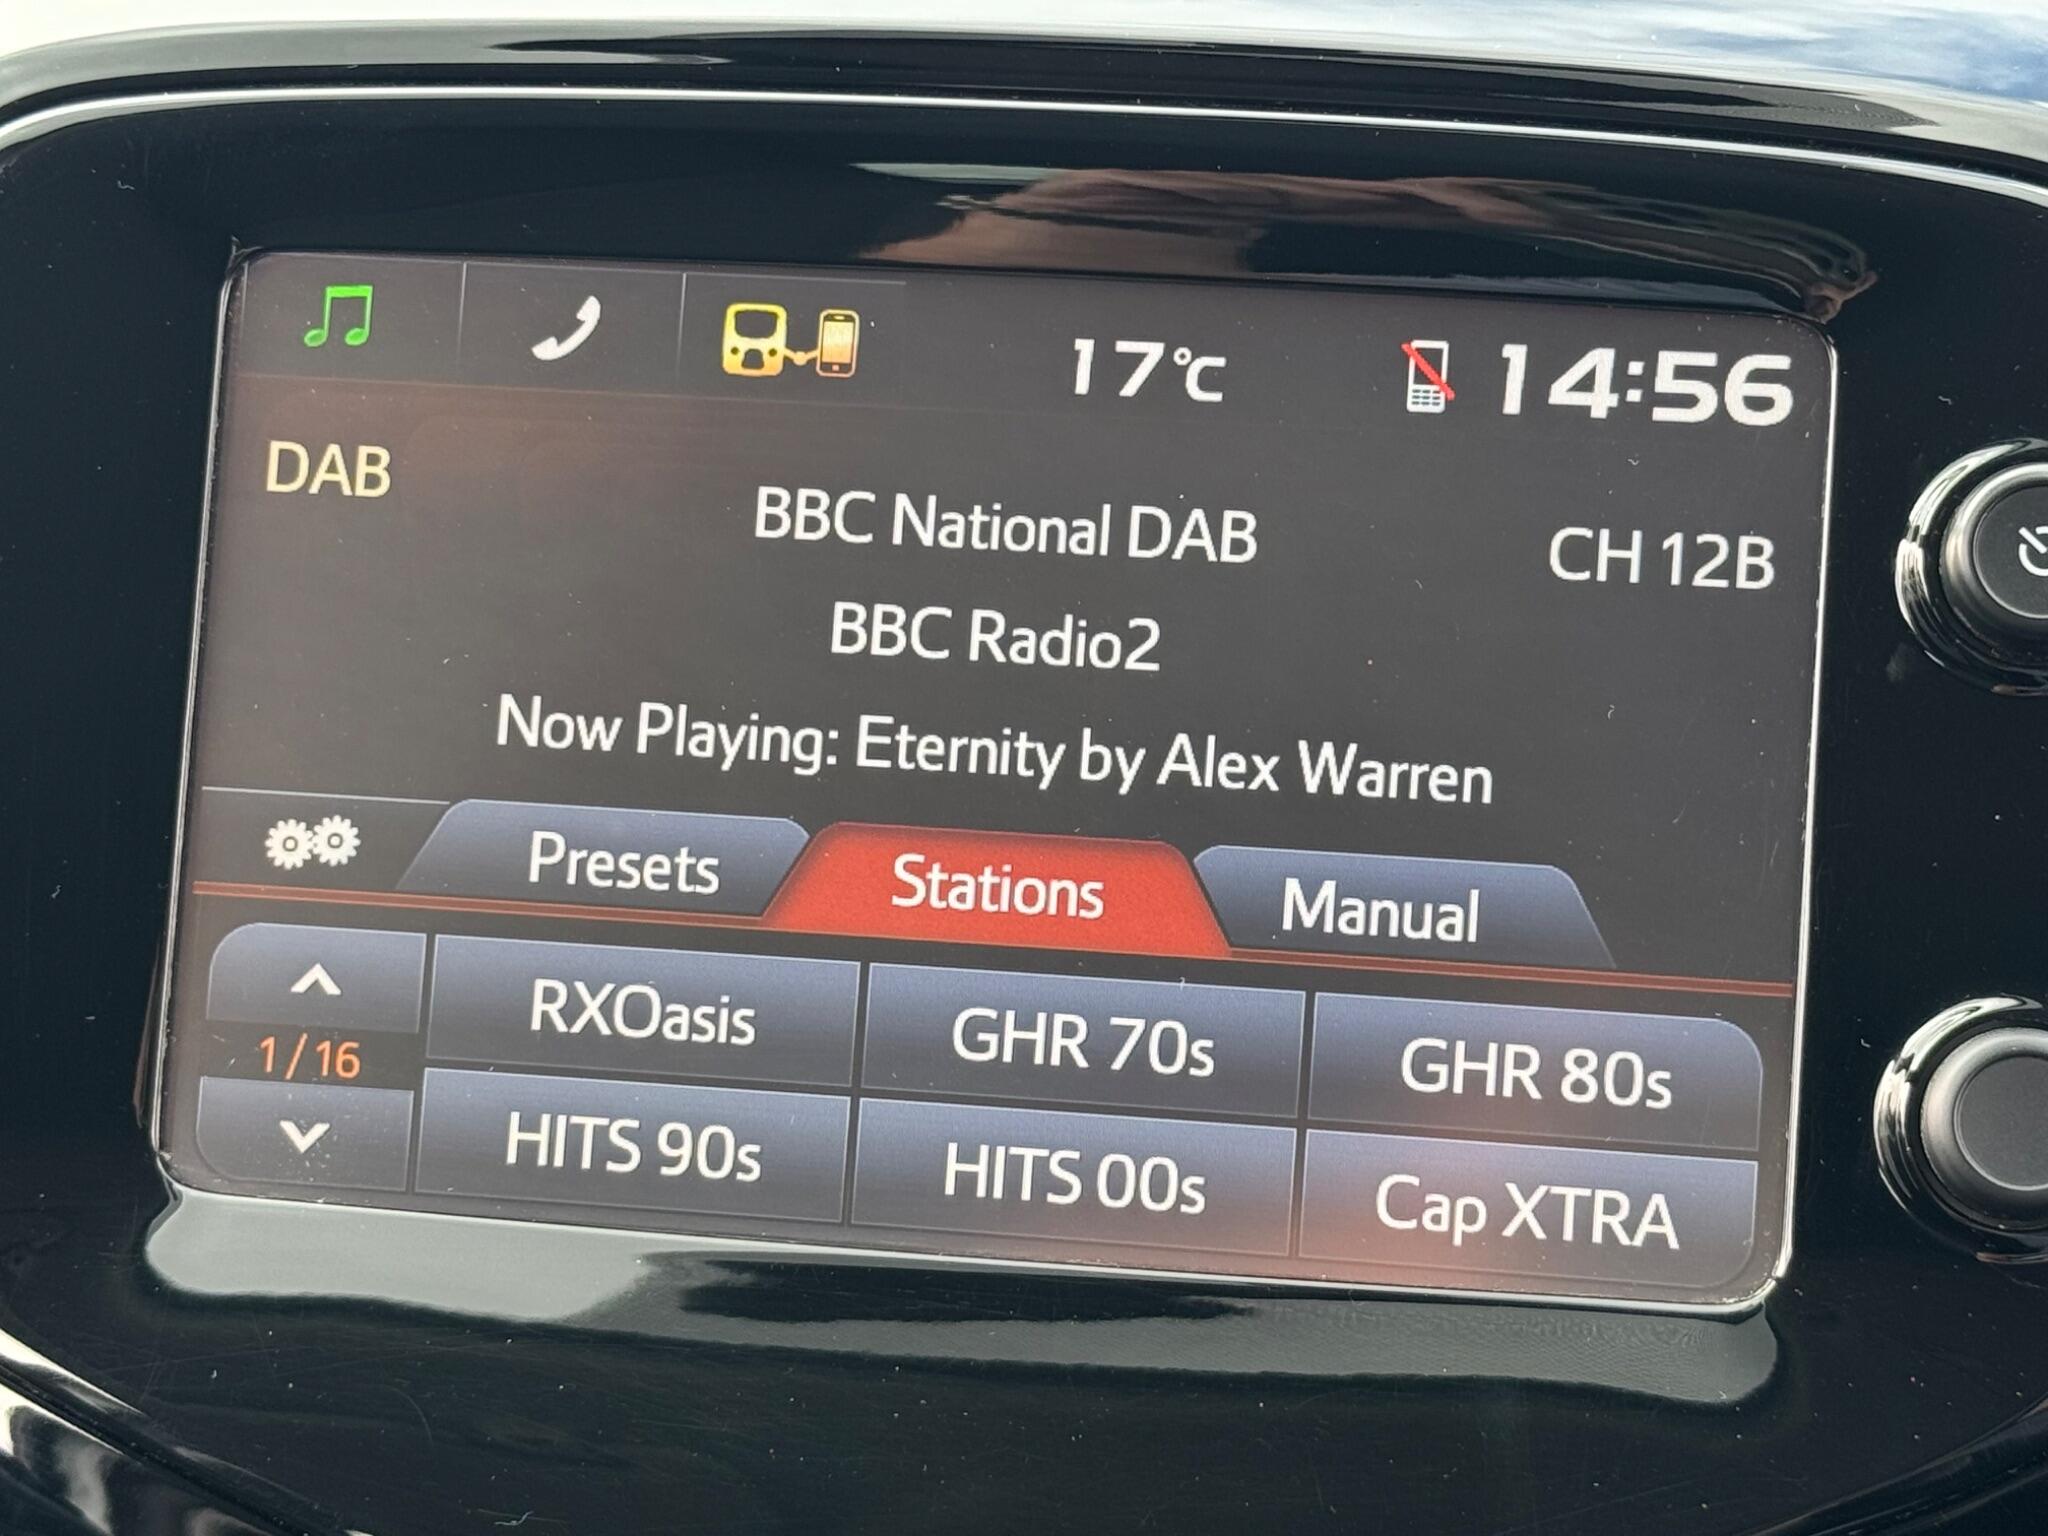 17°C
14:56
DAB
BBC National DAB
CH 12B
BBC Radio2
Now Playing: Eternity by Alex Warren
Presets
Stations
Manual
RXOasis
GHR 70s
GHR 80s
1/16
HITS 90s
HITS 00s
Cap XTRA